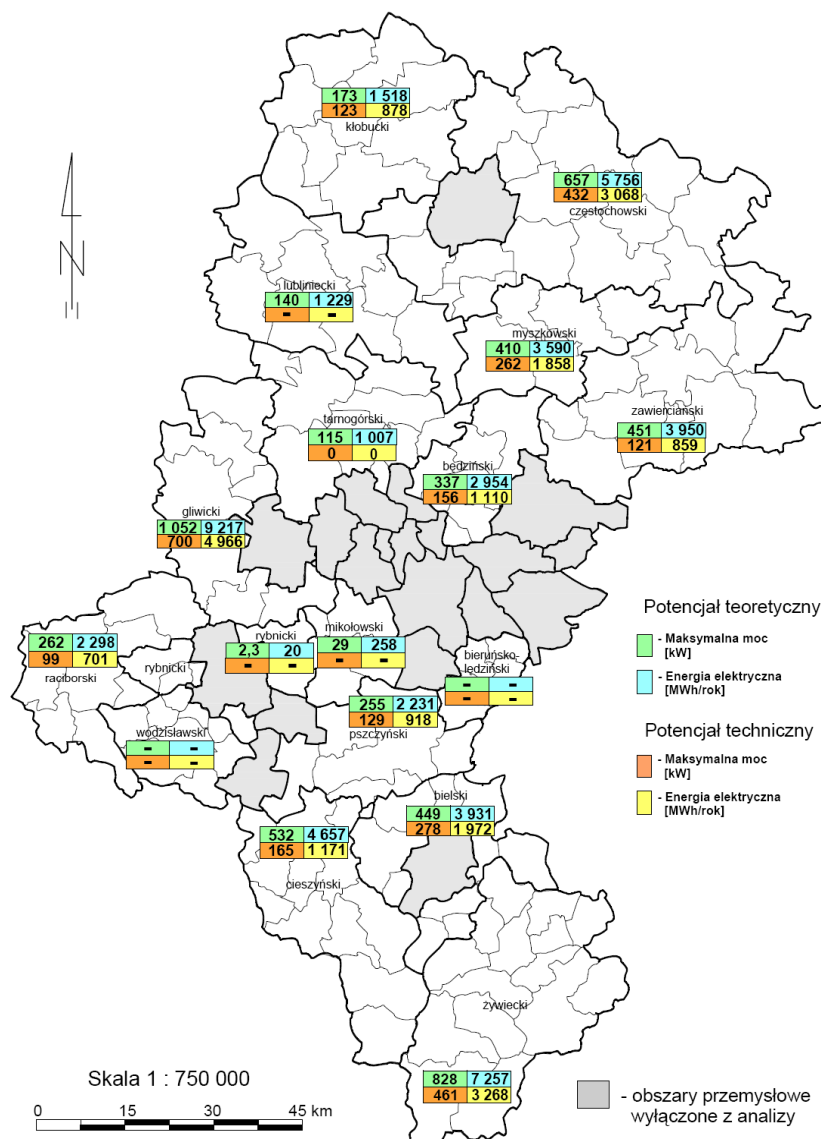 173 1 518
123 878
kłobucki
657 5 756
432 3 068
częstochowski
N
lubliniecki
140 1 229
- -
myszkowski
410 3 590
262 1 858
zawierciański
451 3 950
121 859
tarnogórski
115 1 007
0 0
będziński
337 2 954
156 1 110
gliwicki
1 052 9 217
700 4 966
262 2 298
99 701
raciborski
rybnicki
rybnicki
2,3 20
- -
mikołowski
29 258
- -
bieruńsko-
lędziński
- -
- -
255 2 231
129 918
pszczyński
wodzisławski
- -
- -
bielski
449 3 931
278 1 972
532 4 657
165 1 171
cieszyński
żywiecki
828 7 257
461 3 268
Potencjał teoretyczny
- Maksymalna moc
[kW]
- Energia elektryczna
[MWh/rok]
Potencjał techniczny
- Maksymalna moc
[kW]
- Energia elektryczna
[MWh/rok]
Skala 1 : 750 000
0 15 30 45 km
- obszary przemysłowe
wyłączone z analizy